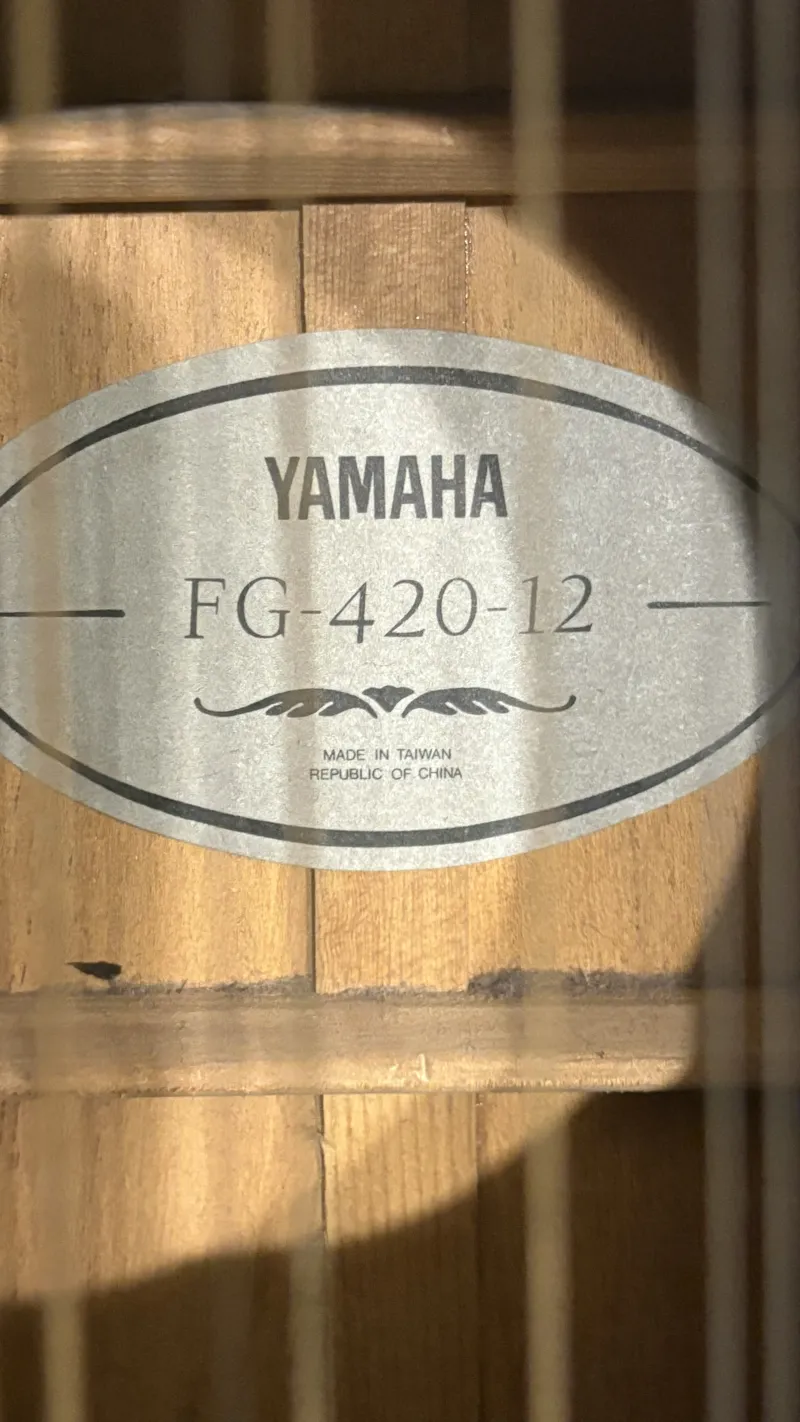 YAMAHA
FG-420-12
MADE IN TAIWAN
REPUBLIC OF CHINA